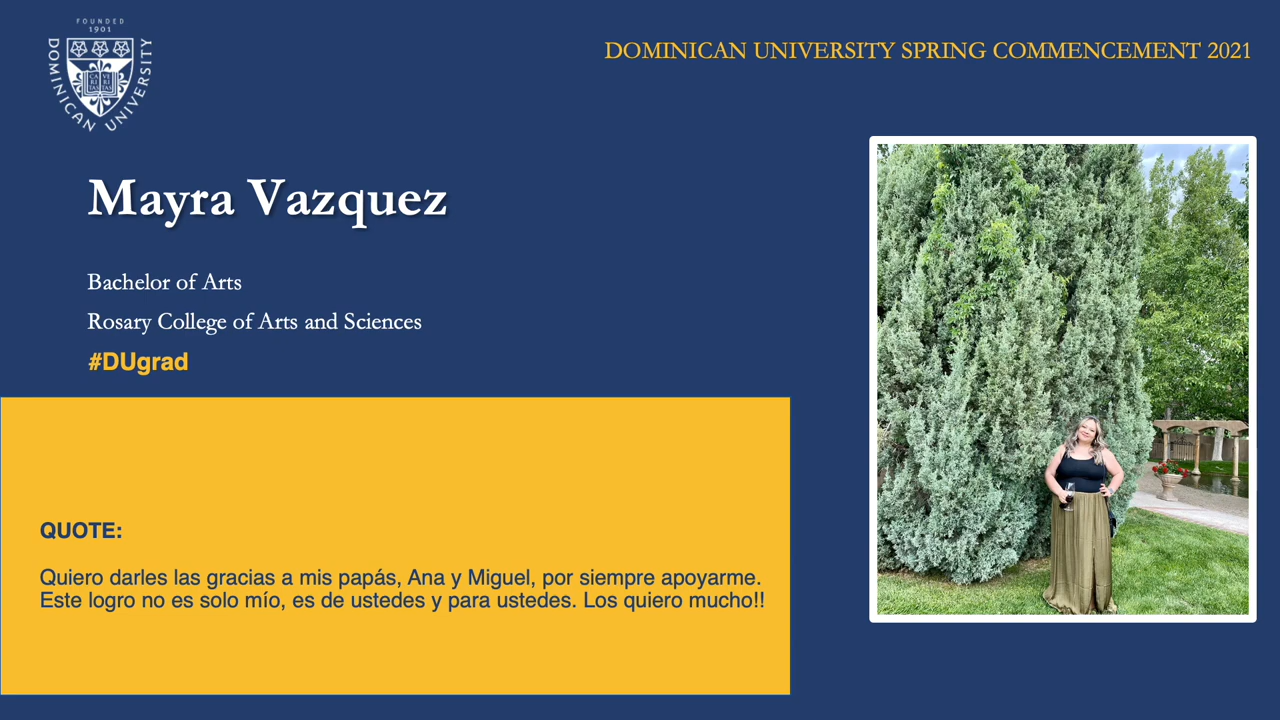 FOUNDED
1901
DOMINICAN UNIVERSITY
CA VE
RI RI
TAS TAS
DOMINICAN UNIVERSITY SPRING COMMENCEMENT 2021
Mayra Vazquez
Bachelor of Arts
Rosary College of Arts and Sciences
#DUgrad
QUOTE:
Quiero darles las gracias a mis papás, Ana y Miguel, por siempre apoyarme.
Este logro no es solo mío, es de ustedes y para ustedes. Los quiero mucho!!